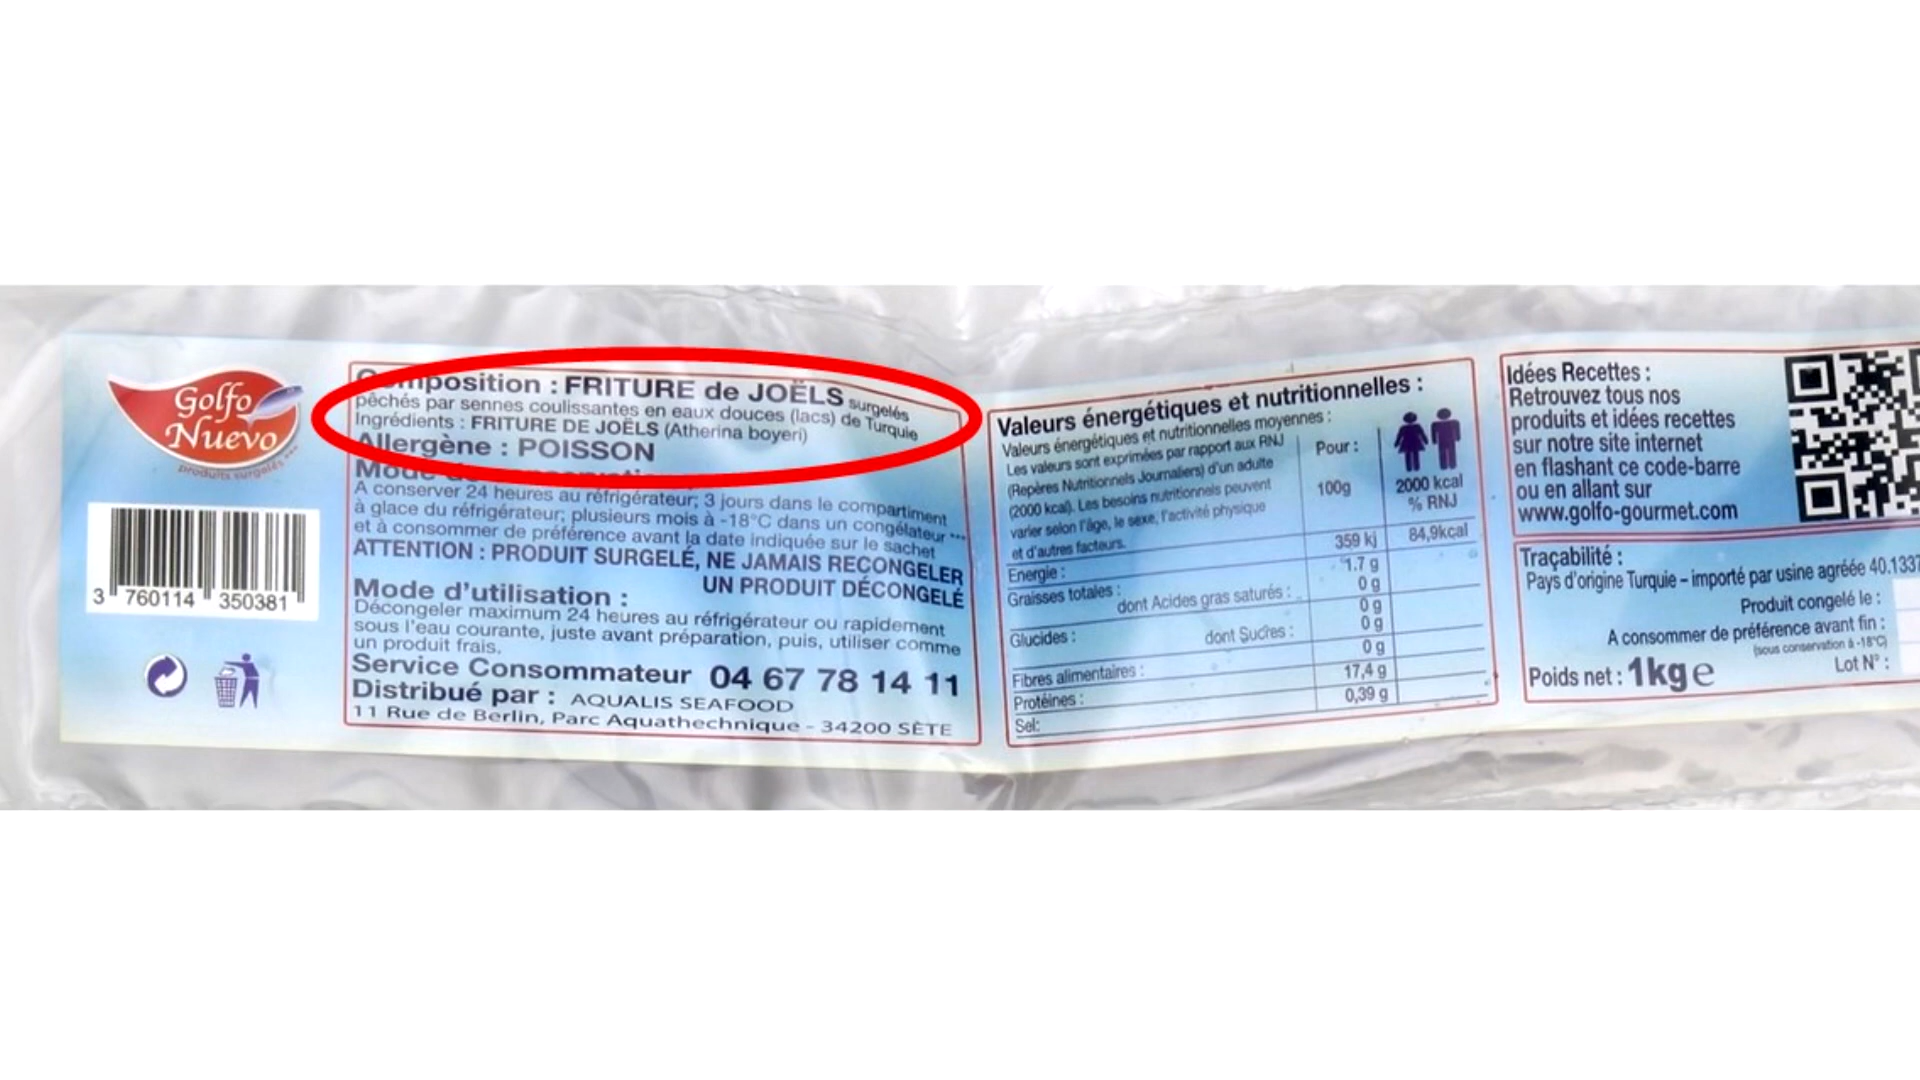 Golfo
Nuevo
produits surgelés ***
3 760114 350381
Composition : FRITURE de JOËLS surgelés
pêchés par sennes coulissantes en eaux douces (lacs) de Turquie
Ingrédients : FRITURE DE JOËLS (Atherina boyeri)
Allergène : POISSON
Mode de conservation
A conserver 24 heures au réfrigérateur; 3 jours dans le compartiment
à glace du réfrigérateur; plusieurs mois à -18°C dans un congélateur ***
et à consommer de préférence avant la date indiquée sur le sachet
ATTENTION : PRODUIT SURGELÉ, NE JAMAIS RECONGELER
UN PRODUIT DÉCONGELÉ
Mode d'utilisation :
Décongeler maximum 24 heures au réfrigérateur ou rapidement
sous l'eau courante, juste avant préparation, puis, utiliser comme
un produit frais.
Service Consommateur 04 67 78 14 11
Distribué par : AQUALIS SEAFOOD
11 Rue de Berlin, Parc Aquathechnique - 34200 SÈTE
Valeurs énergétiques et nutritionnelles :
Valeurs énergétiques et nutritionnelles moyennes :
Les valeurs sont exprimées par rapport aux RNJ
(Repères Nutritionnels Journaliers) d'un adulte
(2000 kcal). Les besoins nutritionnels peuvent
varier selon l'âge, le sexe, l'activité physique
et d'autres facteurs.
Pour :
100g
2000 kcal
% RNJ
Energie : 359 kj 84,9kcal
Graisses totales : 1.7 g
dont Acides gras saturés : 0 g
Glucides : 0 g
dont Sucres : 0 g
Fibres alimentaires : 0 g
Protéines : 17,4 g
Sel: 0,39 g
Idées Recettes :
Retrouvez tous nos
produits et idées recettes
sur notre site internet
en flashant ce code-barre
ou en allant sur
www.golfo-gourmet.com
Traçabilité :
Pays d'origine Turquie – importé par usine agréée 40.1337
Produit congelé le :
A consommer de préférence avant fin :
(sous conservation à -18°C)
Lot N° :
Poids net : 1kg e